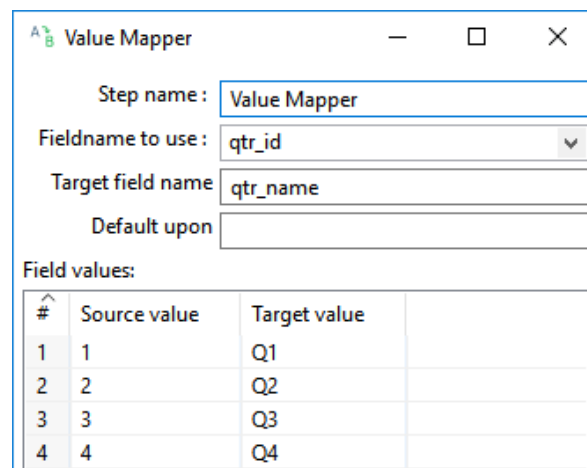 Value Mapper
Step name : Value Mapper
Fieldname to use : qtr_id
Target field name qtr_name
Default upon
Field values:
# Source value Target value
1 1 Q1
2 2 Q2
3 3 Q3
4 4 Q4